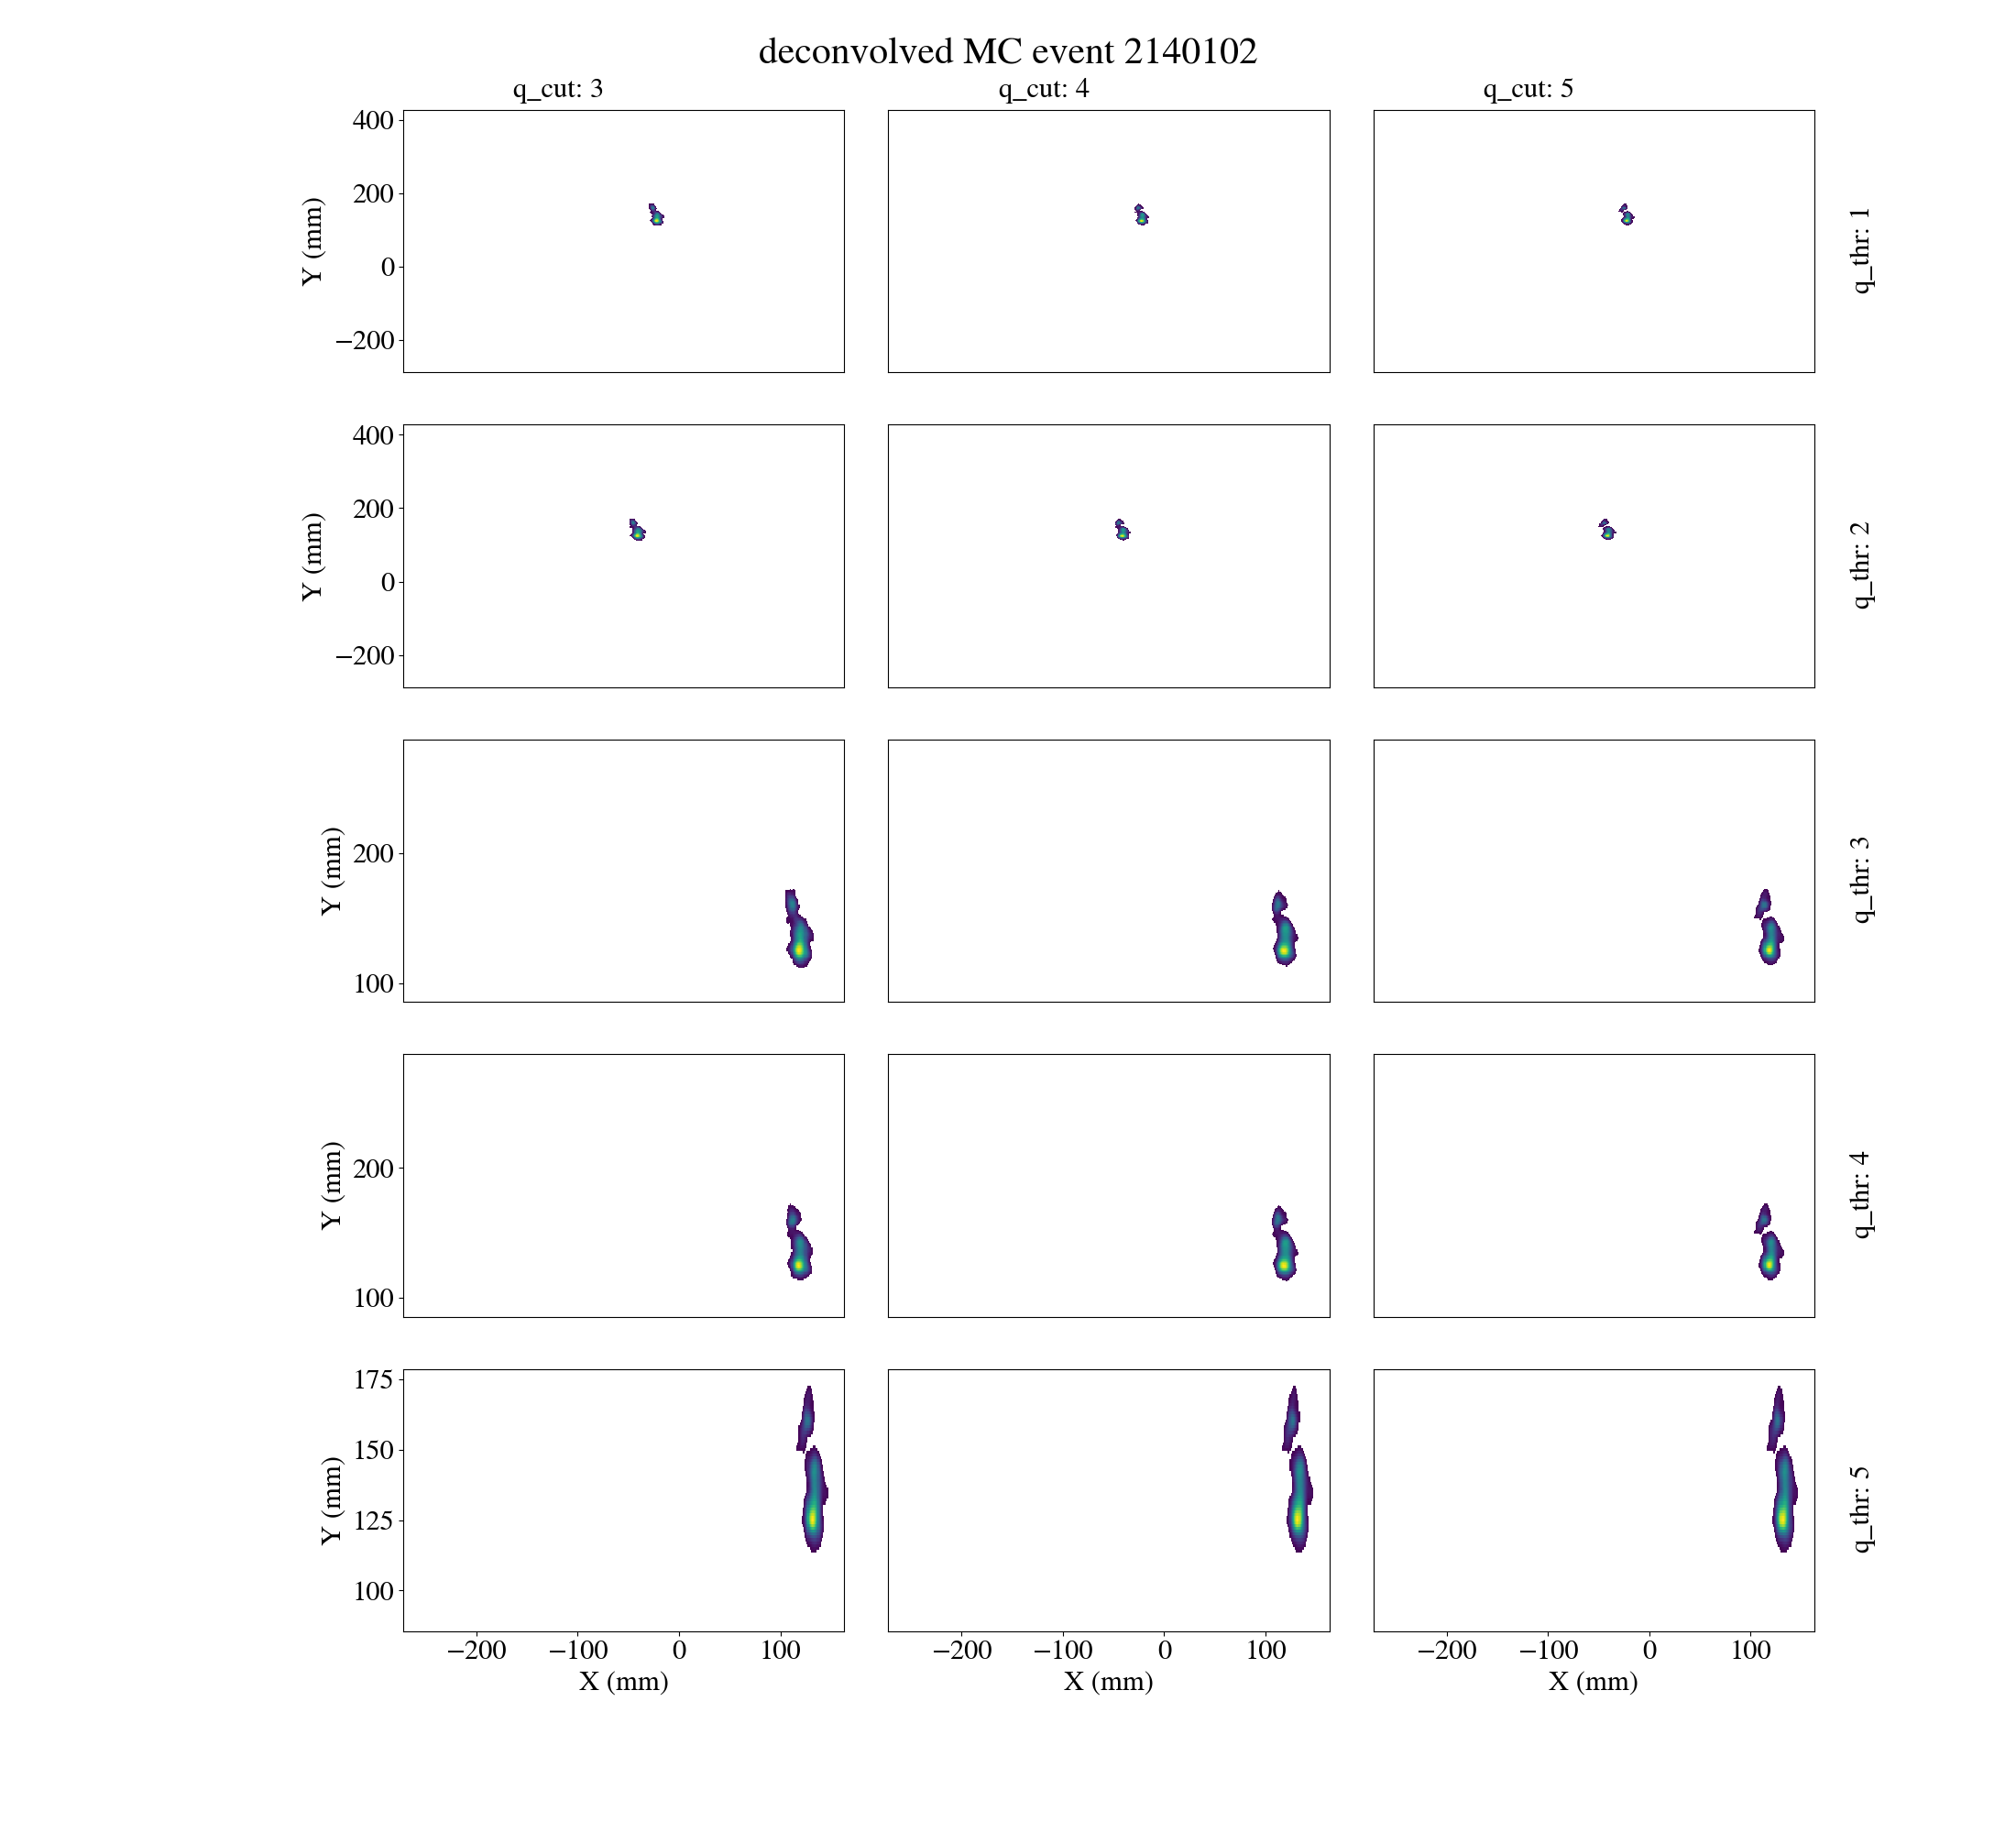 deconvolved MC event 2140102
q_cut: 3 q_cut: 4 q_cut: 5
400
200
0
−200
Y (mm)
q_thr: 1
400
200
0
−200
Y (mm)
q_thr: 2
200
100
Y (mm)
q_thr: 3
200
100
Y (mm)
q_thr: 4
175
150
125
100
Y (mm)
q_thr: 5
−200 −100 0 100 −200 −100 0 100 −200 −100 0 100
X (mm) X (mm) X (mm)